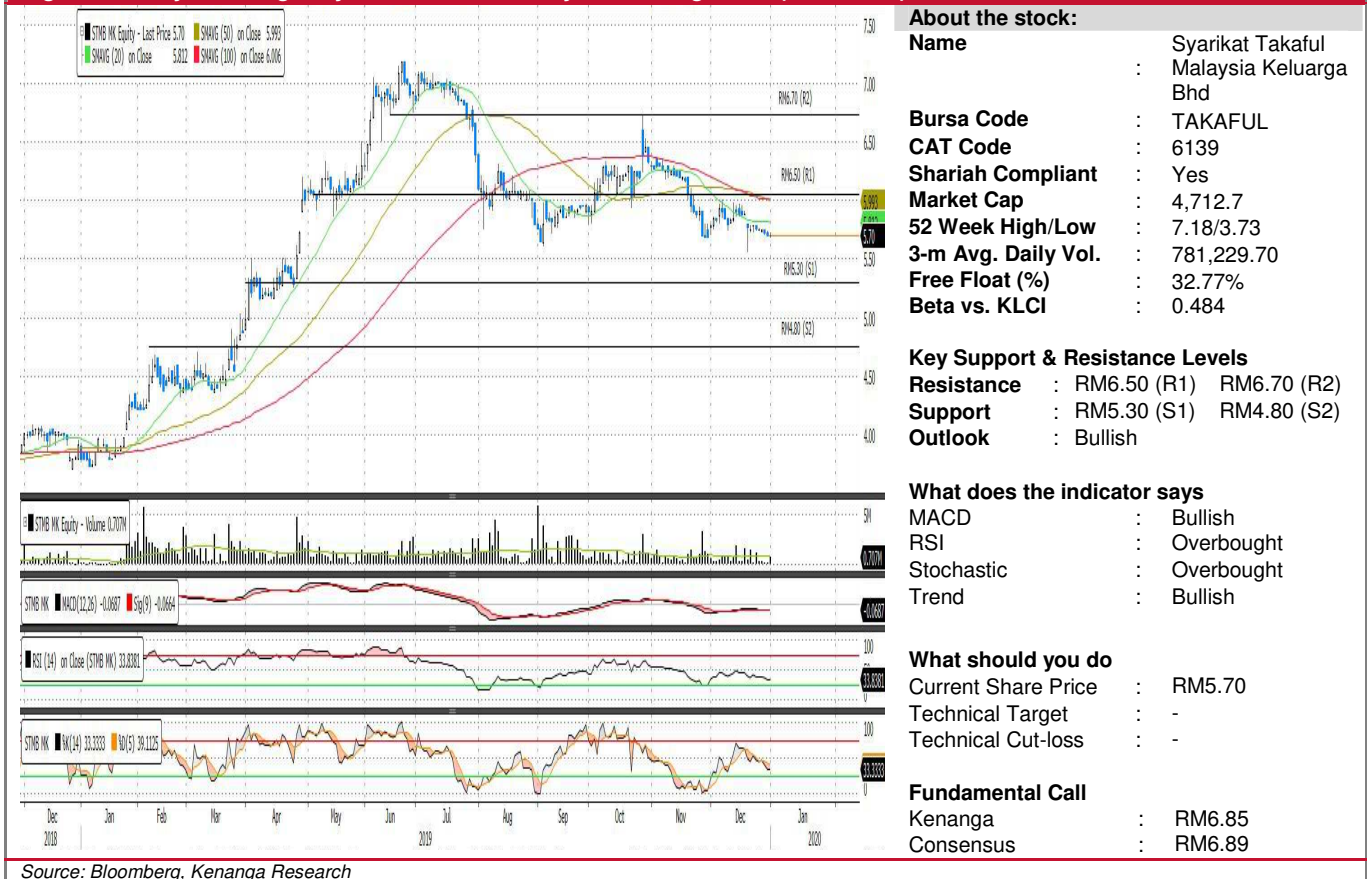 STMB MK Equity - Last Price 5.70 SMAVG (50) on Close 5.993
SMAVG (20) on Close 5.812 SMAVG (100) on Close 6.006
7.50
7.00
6.50
5.993
5.70
5.50
5.00
4.50
4.00
RM6.70 (R2)
RM6.50 (R1)
RM5.30 (S1)
RM4.80 (S2)
STMB MK Equity - Volume 0.707M
5M
0.707M
STMB MK MACD(12,26) -0.0687 Sig(9) -0.0664
-0.0687
RSI (14) on Close (STMB MK) 33.8381
100
33.8381
0
STMB MK %K(14) 33.3333 %D(5) 39.1125
100
33.3333
0
Dec Jan Feb Mar Apr May Jun Jul Aug Sep Oct Nov Dec Jan
2018 2019 2020
About the stock:
Name : Syarikat Takaful
Malaysia Keluarga
Bhd
Bursa Code : TAKAFUL
CAT Code : 6139
Shariah Compliant : Yes
Market Cap : 4,712.7
52 Week High/Low : 7.18/3.73
3-m Avg. Daily Vol. : 781,229.70
Free Float (%) : 32.77%
Beta vs. KLCI : 0.484
Key Support & Resistance Levels
Resistance : RM6.50 (R1) RM6.70 (R2)
Support : RM5.30 (S1) RM4.80 (S2)
Outlook : Bullish
What does the indicator says
MACD : Bullish
RSI : Overbought
Stochastic : Overbought
Trend : Bullish
What should you do
Current Share Price : RM5.70
Technical Target : -
Technical Cut-loss : -
Fundamental Call
Kenanga : RM6.85
Consensus : RM6.89
Source: Bloomberg, Kenanga Research